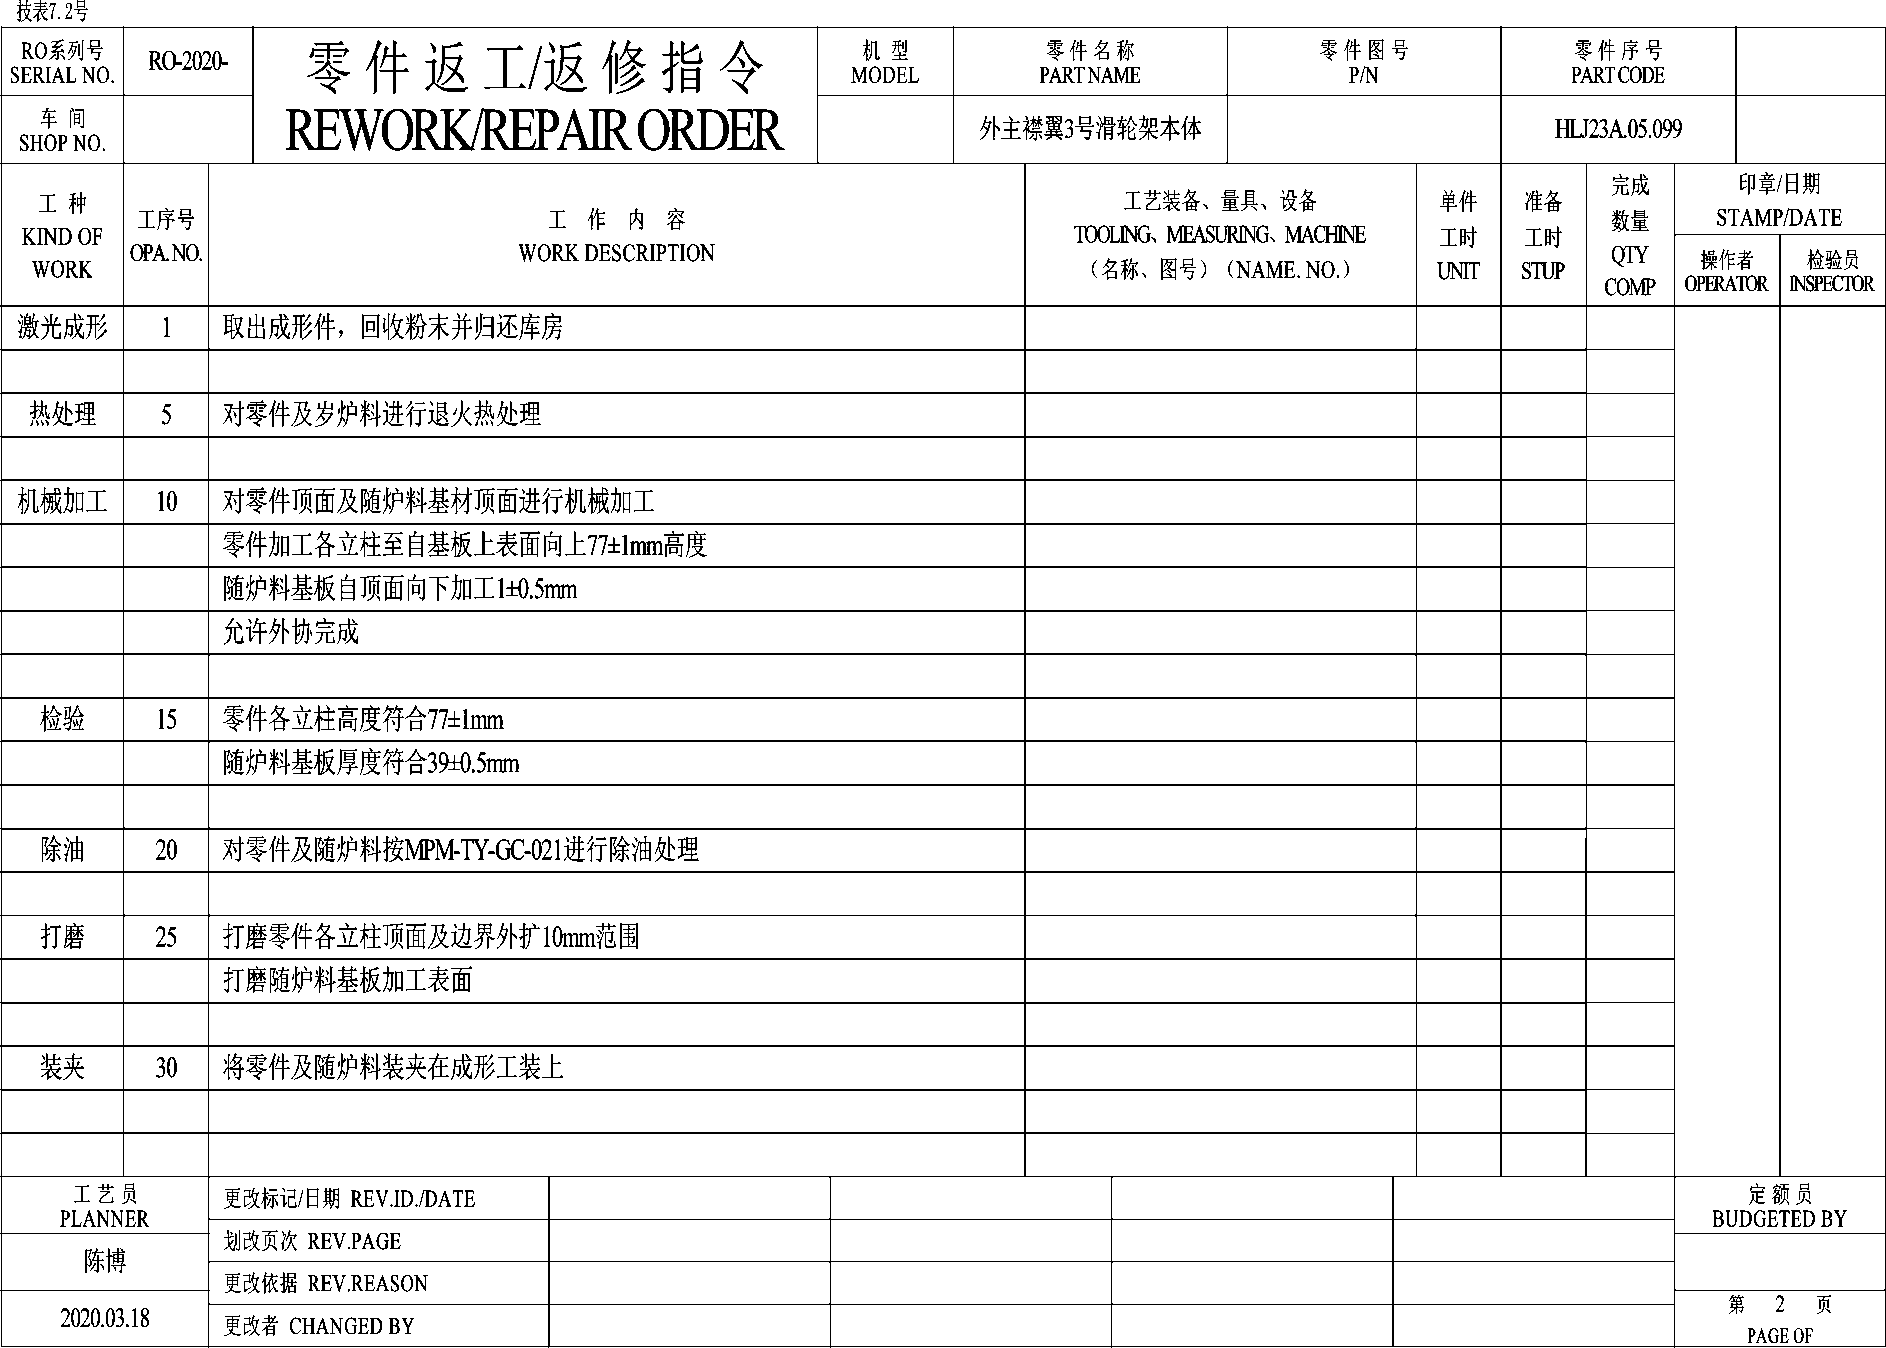 技表7.2号
RO系列号
SERIAL NO.
RO-2020-
零件返工/返修指令
REWORK/REPAIR ORDER
机 型
MODEL
零件名称
PART NAME
零件图号
P/N
零件序号
PART CODE
车 间
SHOP NO.
外主襟翼3号滑轮架本体
HLJ23A.05.099
工 种
KIND OF
WORK
工序号
OPA. NO.
工 作 内 容
WORK DESCRIPTION
工艺装备、量具、设备
TOOLING、MEASURING、MACHINE
（名称、图号）（NAME. NO.）
单件
工时
UNIT
准备
工时
STUP
完成
数量
QTY
COMP
印章/日期
STAMP/DATE
操作者
OPERATOR
检验员
INSPECTOR
激光成形 1 取出成形件，回收粉末并归还库房
热处理 5 对零件及岁炉料进行退火热处理
机械加工 10 对零件顶面及随炉料基材顶面进行机械加工
零件加工各立柱至自基板上表面向上77±1mm高度
随炉料基板自顶面向下加工1±0.5mm
允许外协完成
检验 15 零件各立柱高度符合77±1mm
随炉料基板厚度符合39±0.5mm
除油 20 对零件及随炉料按MPM-TY-GC-021进行除油处理
打磨 25 打磨零件各立柱顶面及边界外扩10mm范围
打磨随炉料基板加工表面
装夹 30 将零件及随炉料装夹在成形工装上
工艺员
PLANNER
陈博
2020.03.18
更改标记/日期 REV.ID./DATE
划改页次 REV.PAGE
更改依据 REV.REASON
更改者 CHANGED BY
定额员
BUDGETED BY
第 2 页
PAGE OF